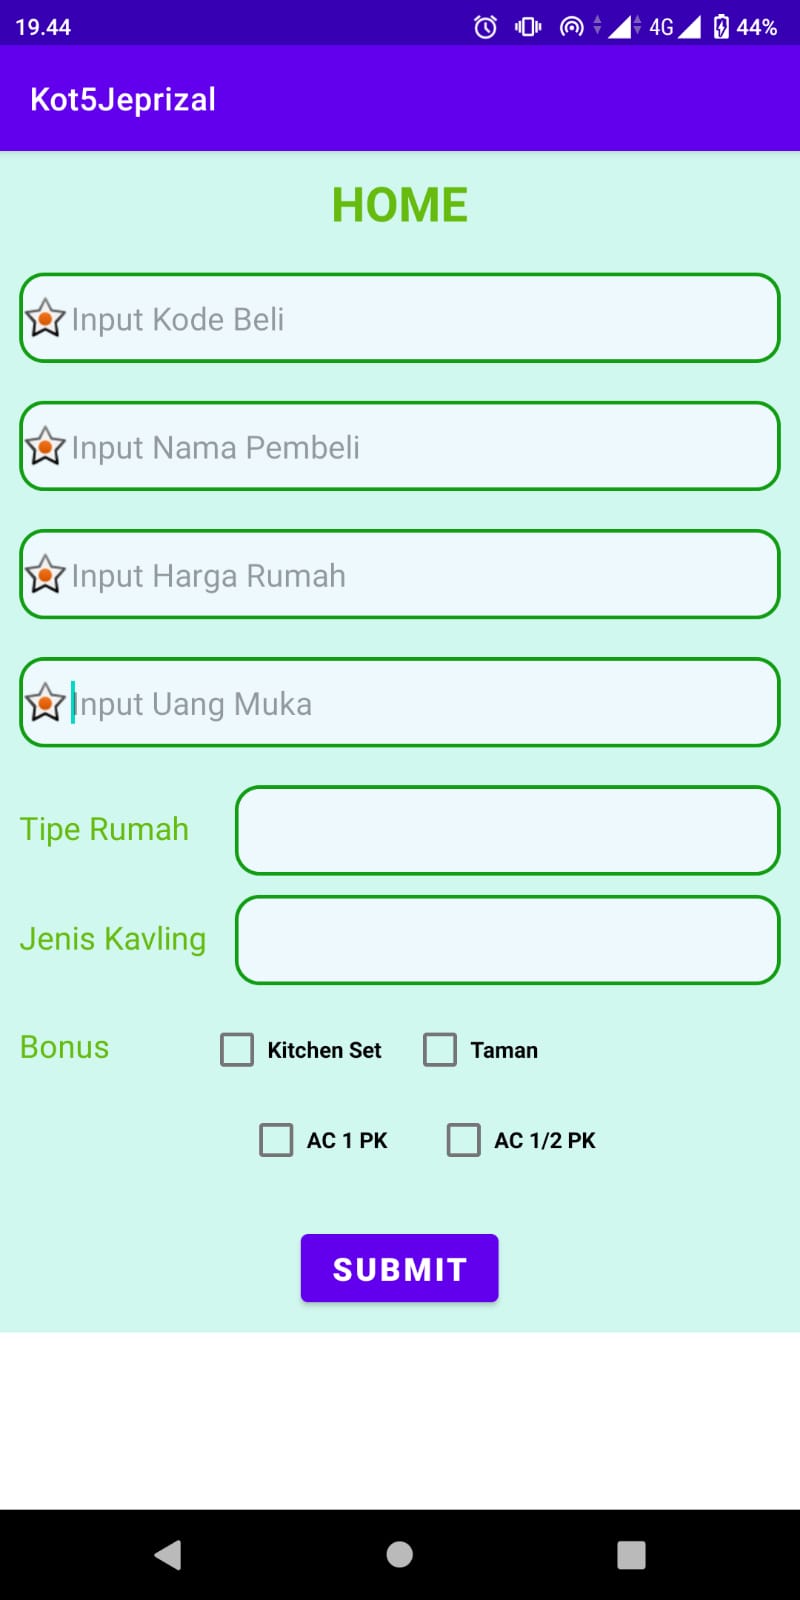 19.44 4G 44%
Kot5Jeprizal
HOME
Input Kode Beli
Input Nama Pembeli
Input Harga Rumah
Input Uang Muka
Tipe Rumah
Jenis Kavling
Bonus Kitchen Set Taman
AC 1 PK AC 1/2 PK
SUBMIT